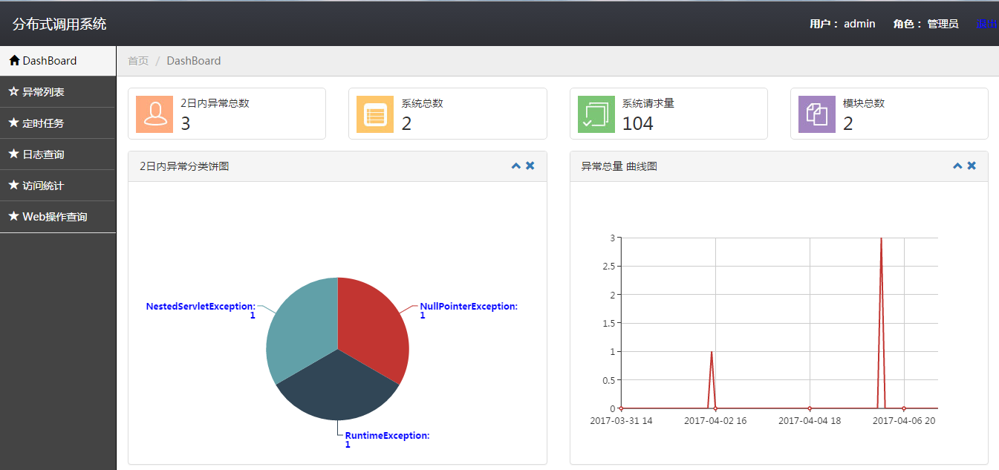 分布式调用系统
用户： admin 角色： 管理员 退出
DashBoard
异常列表
定时任务
日志查询
访问统计
Web操作查询
首页 / DashBoard
2日内异常总数
3
系统总数
2
系统请求量
104
模块总数
2
2日内异常分类饼图
NestedServletException:
1
NullPointerException:
1
RuntimeException:
1
异常总量 曲线图
3
2.5
2
1.5
1
0.5
0
2017-03-31 14 2017-04-02 16 2017-04-04 18 2017-04-06 20